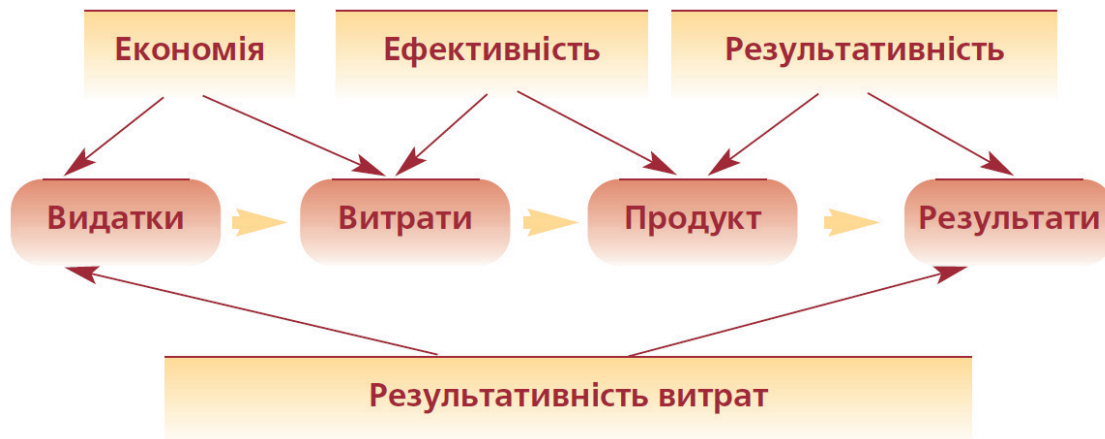 Економія
Ефективність
Результативність
Видатки
Витрати
Продукт
Результати
Результативність витрат